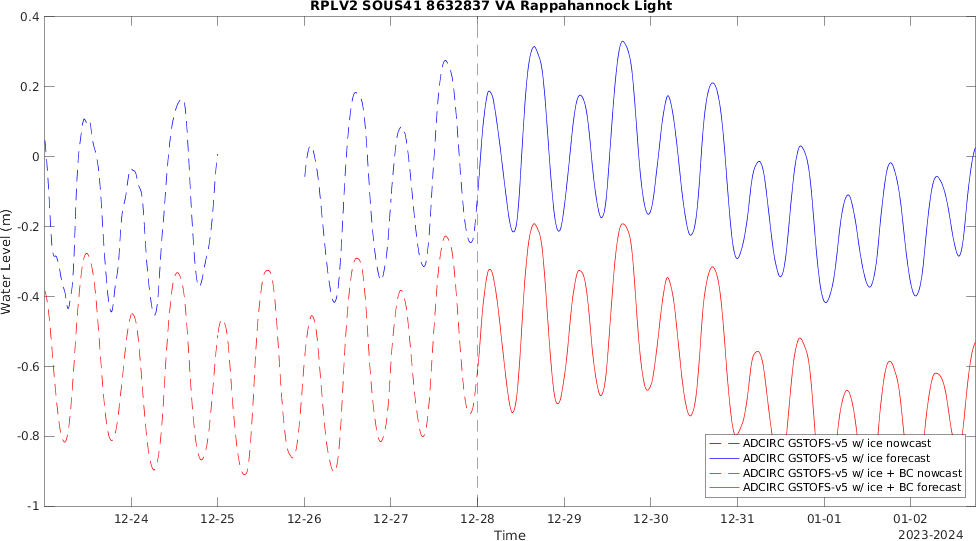 RPLV2 SOUS41 8632837 VA Rappahannock Light
0.4
0.2
0
-0.2
-0.4
-0.6
-0.8
-1
Water Level (m)
12-24
12-25
12-26
12-27
12-28
12-29
12-30
12-31
01-01
01-02
Time
2023-2024
ADCIRC GSTOFS-v5 w/ ice nowcast
ADCIRC GSTOFS-v5 w/ ice forecast
ADCIRC GSTOFS-v5 w/ ice + BC nowcast
ADCIRC GSTOFS-v5 w/ ice + BC forecast